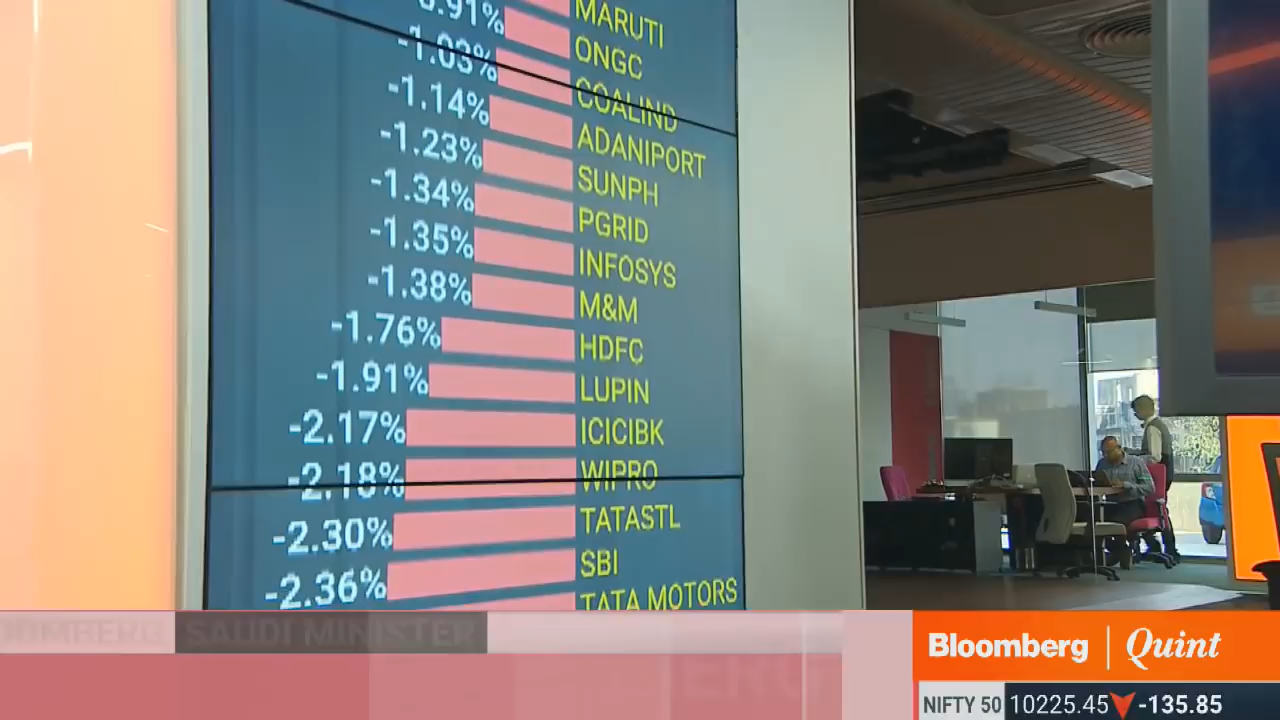 MARUTI
.91% ONGC
-1.03% COALIND
-1.14% ADANIPORT
-1.23% SUNPH
-1.34% PGRID
-1.35% INFOSYS
-1.38% M&M
-1.76% HDFC
-1.91% LUPIN
-2.17% ICICIBK
-2.18% WIPRO
-2.30% TATASTL
-2.36% SBI
TATA MOTORS
SAUDI MINISTER
Bloomberg | Quint
NIFTY 50 10225.45 -135.85